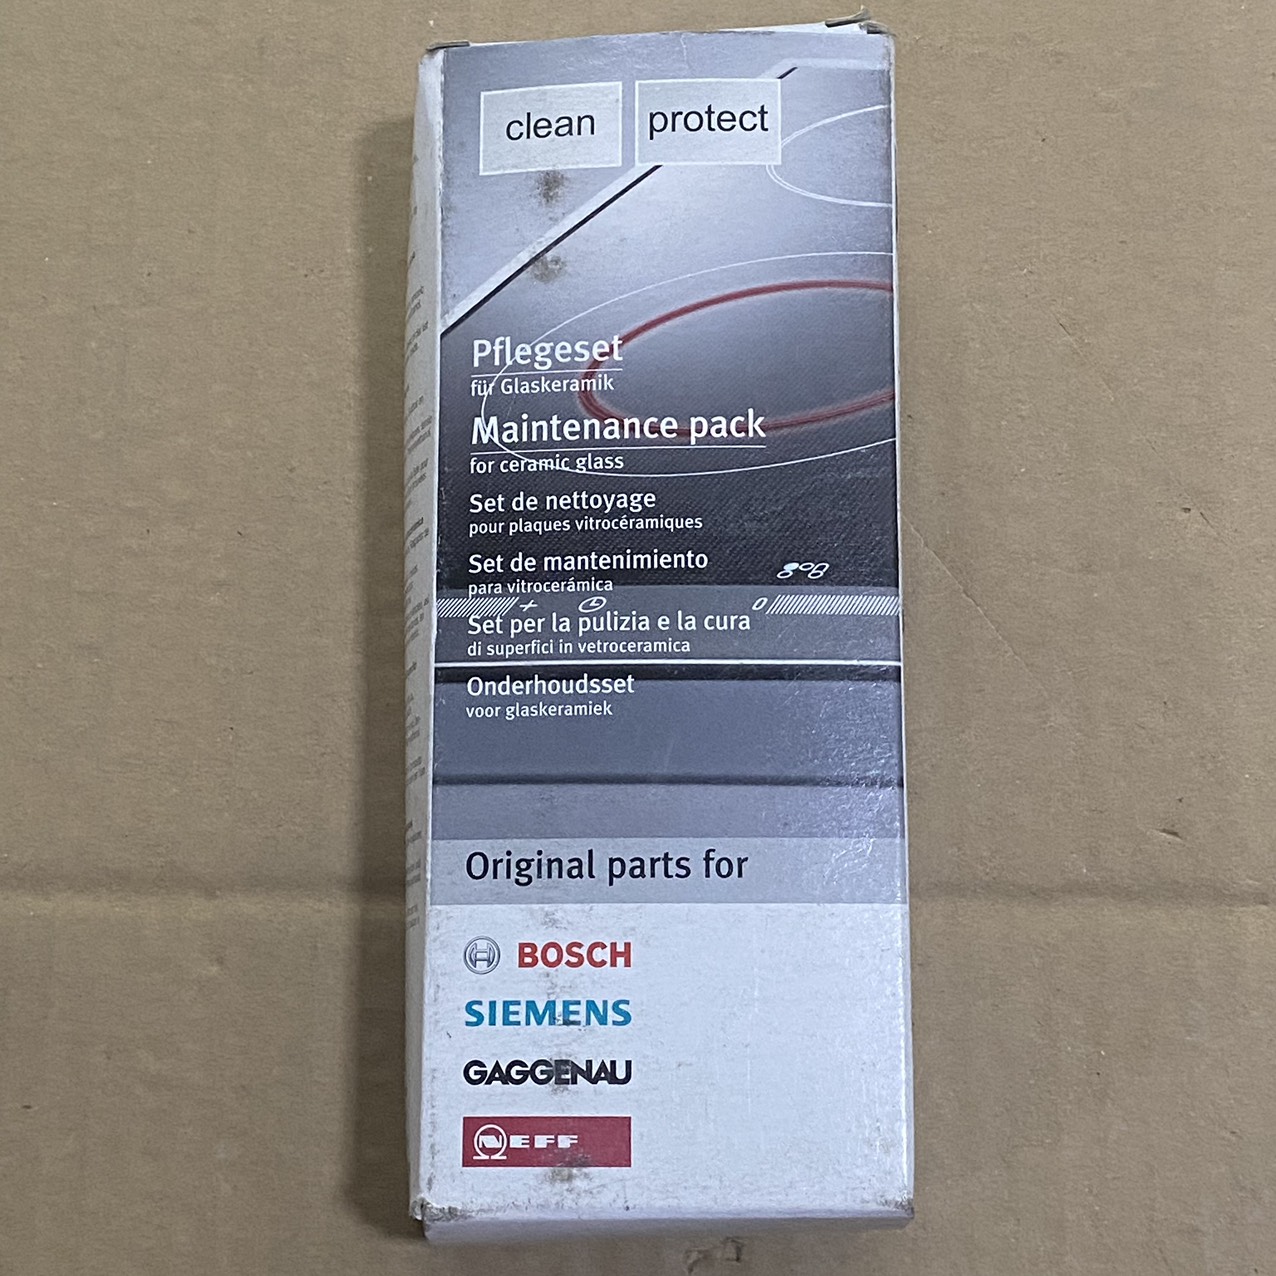 clean protect
Pflegeset
für Glaskeramik
Maintenance pack
for ceramic glass
Set de nettoyage
pour plaques vitrocéramiques
Set de mantenimiento
para vitrocerámica
Set per la pulizia e la cura
di superfici in vetroceramica
Onderhoudsset
voor glaskeramiek
Original parts for
BOSCH
SIEMENS
GAGGENAU
NEFF